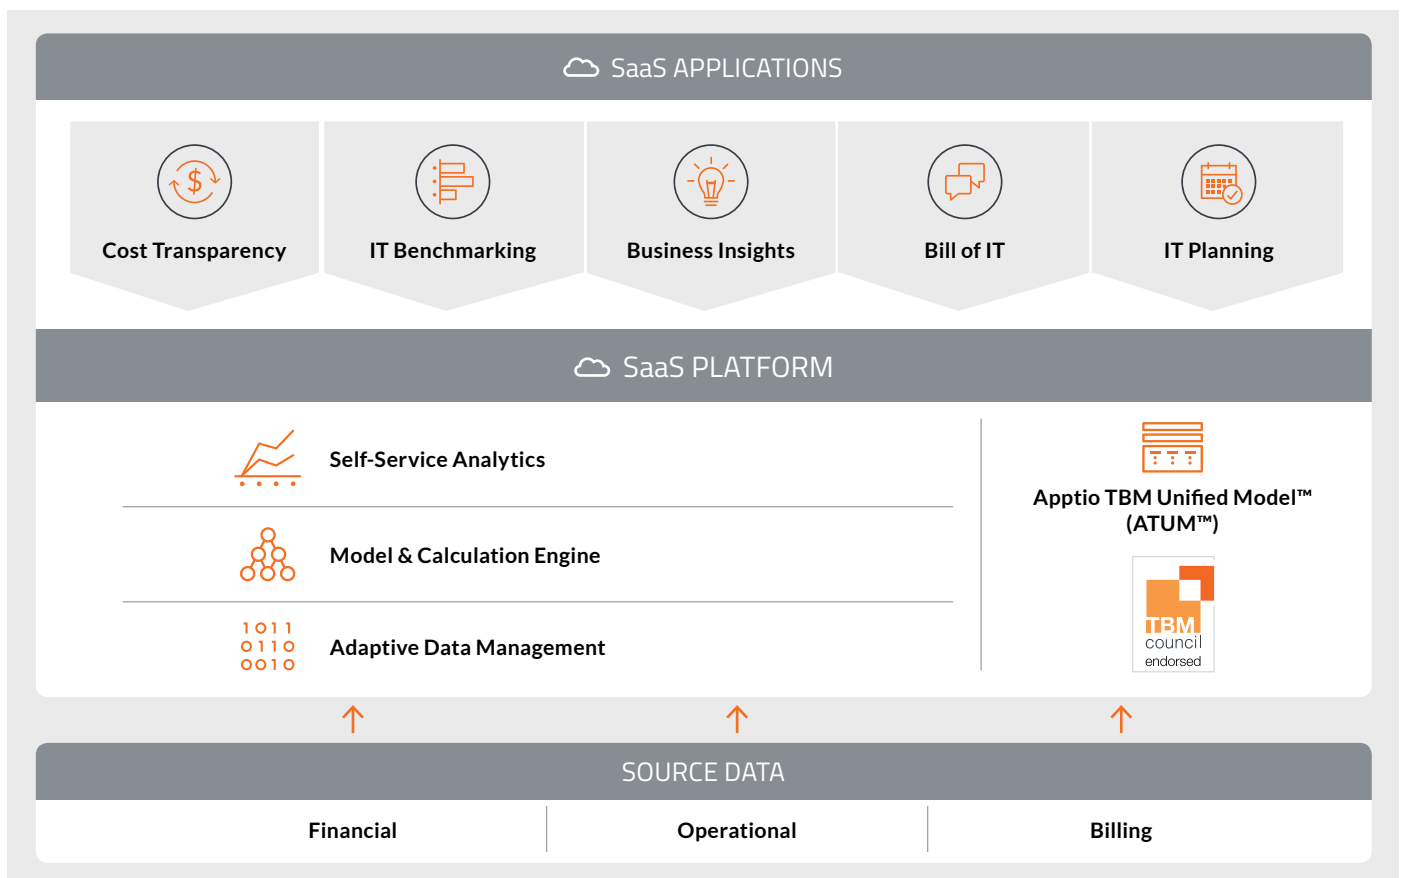 SaaS APPLICATIONS
Cost Transparency
IT Benchmarking
Business Insights
Bill of IT
IT Planning
SaaS PLATFORM
Self-Service Analytics
Model & Calculation Engine
1011
0110
0010
Adaptive Data Management
Apptio TBM Unified Model™
(ATUM™)
TBM
council
endorsed
SOURCE DATA
Financial
Operational
Billing